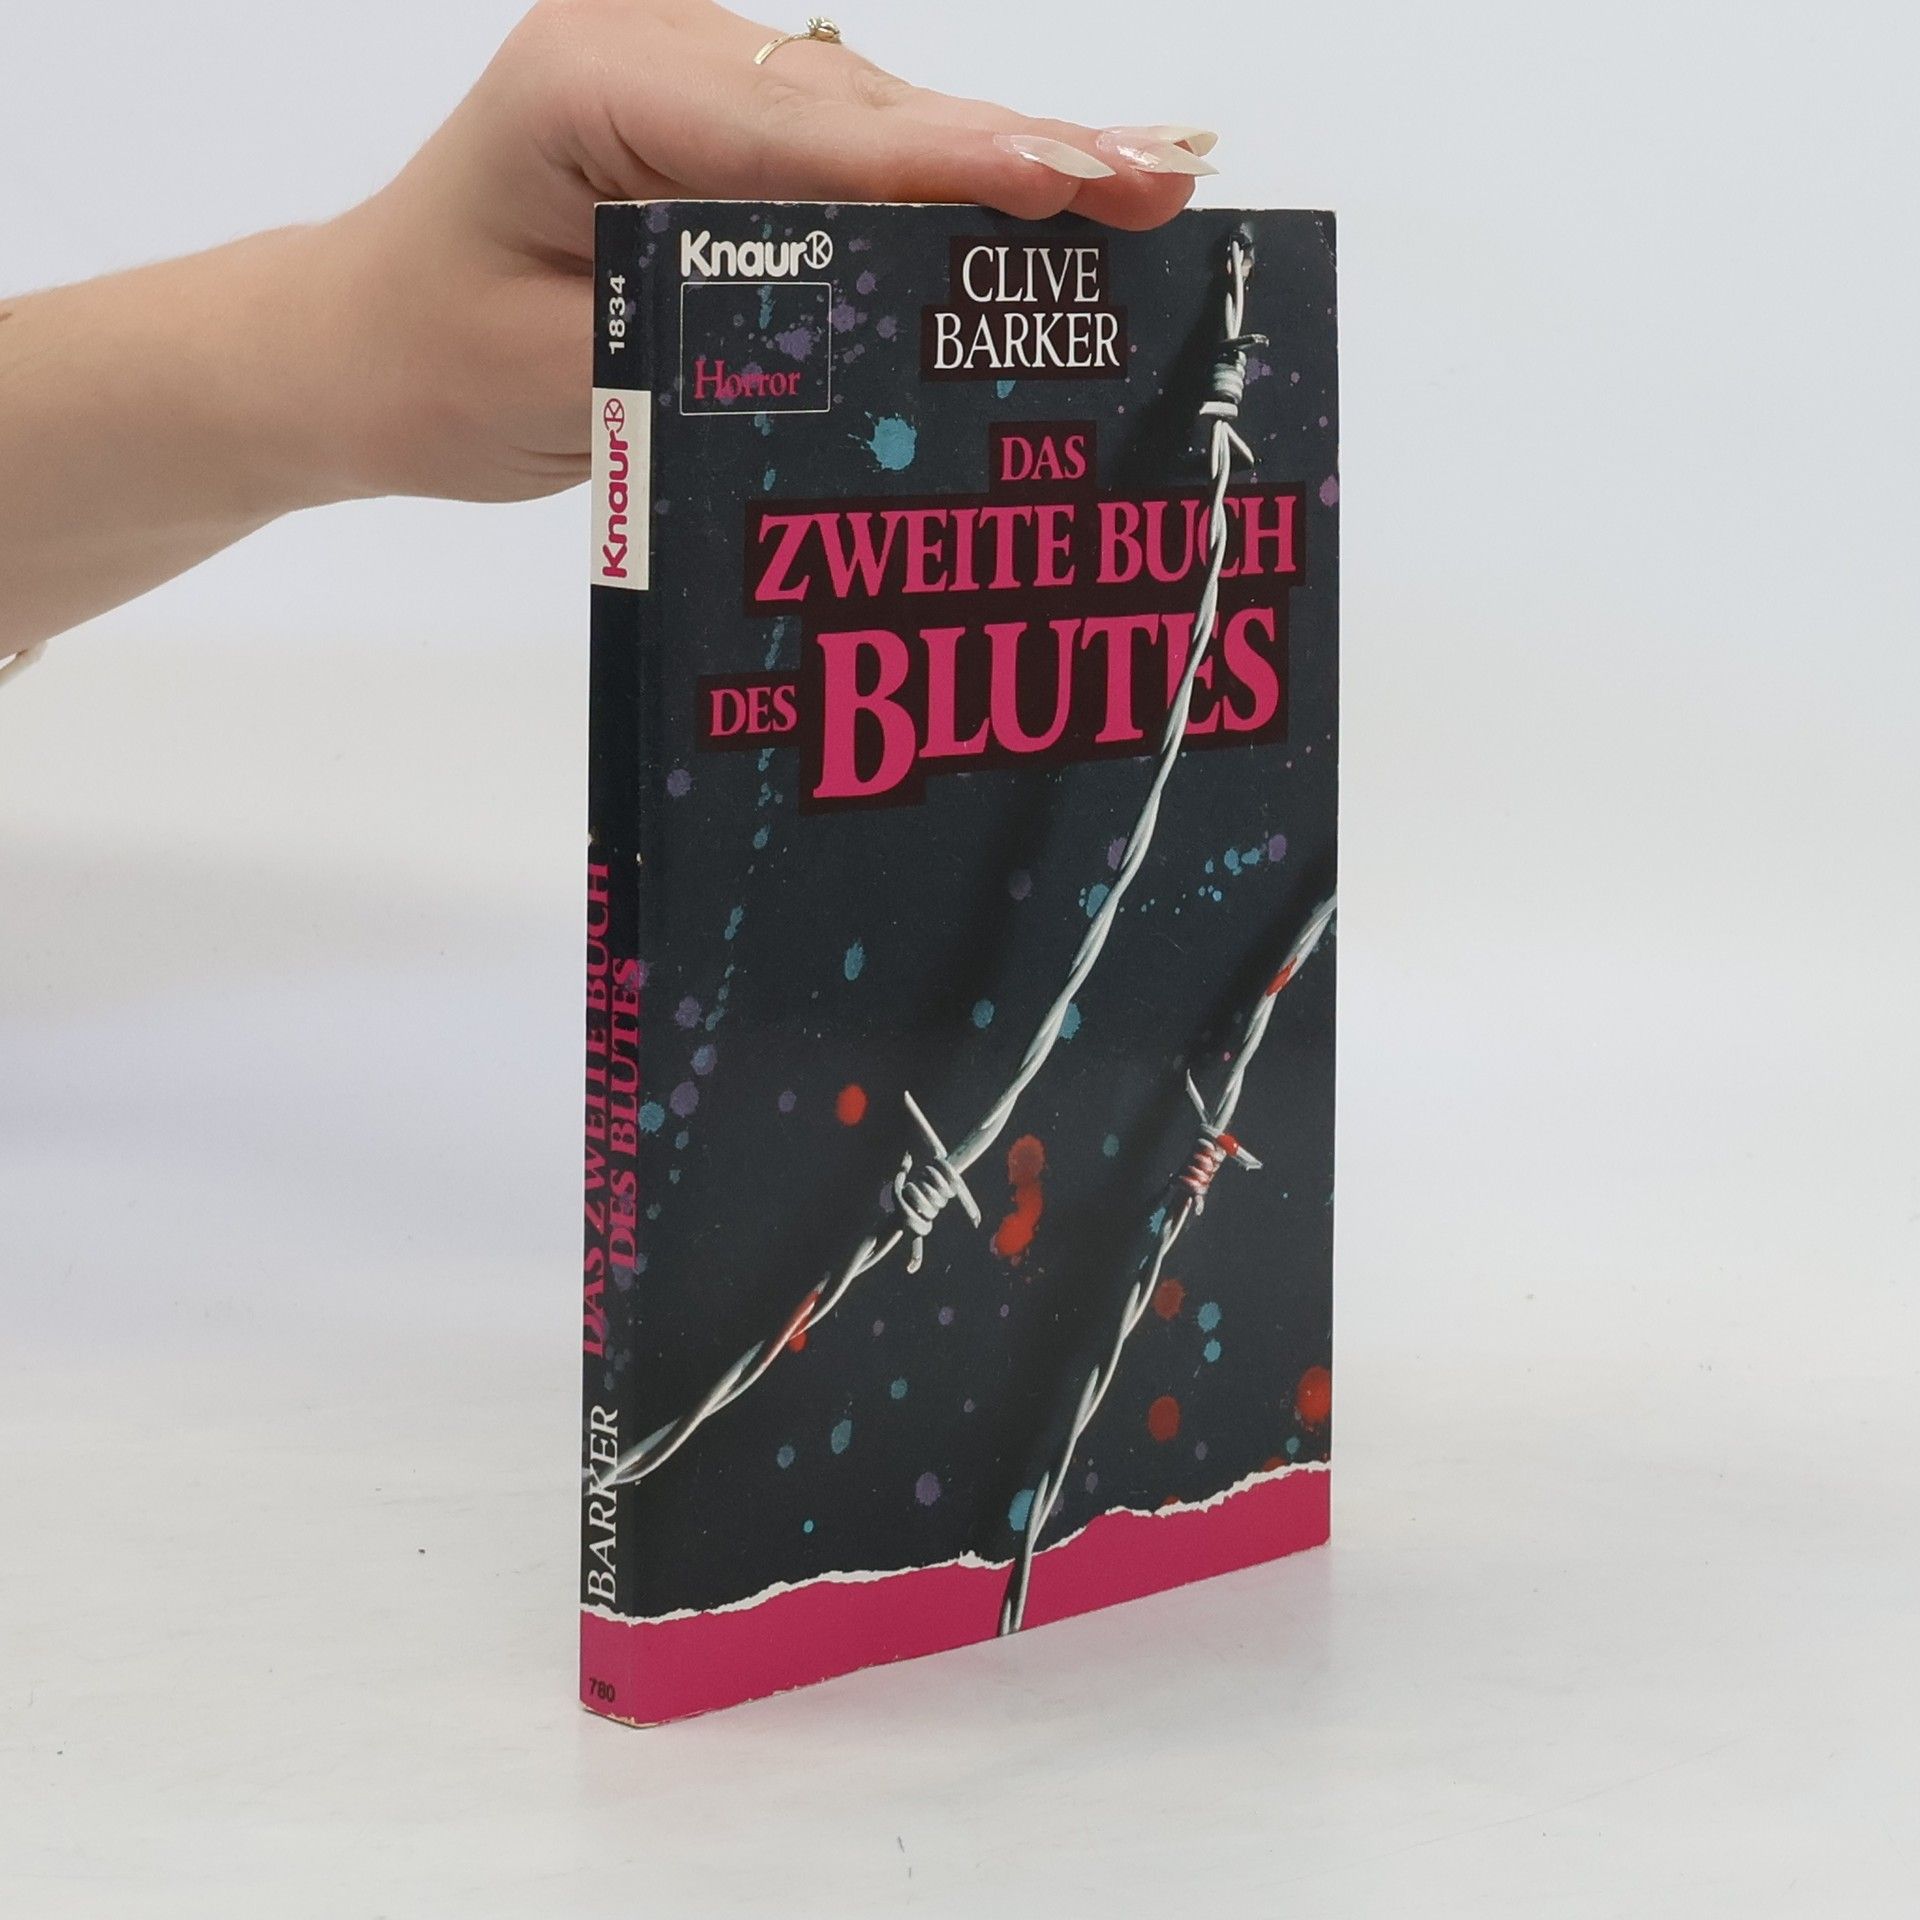 Knaur
Horror
CLIVE
BARKER
DAS
ZWEITE BUCH
DES BLUTES
1834
Knaur
DAS ZWEITE BUCH
DES BLUTES
BARKER
780